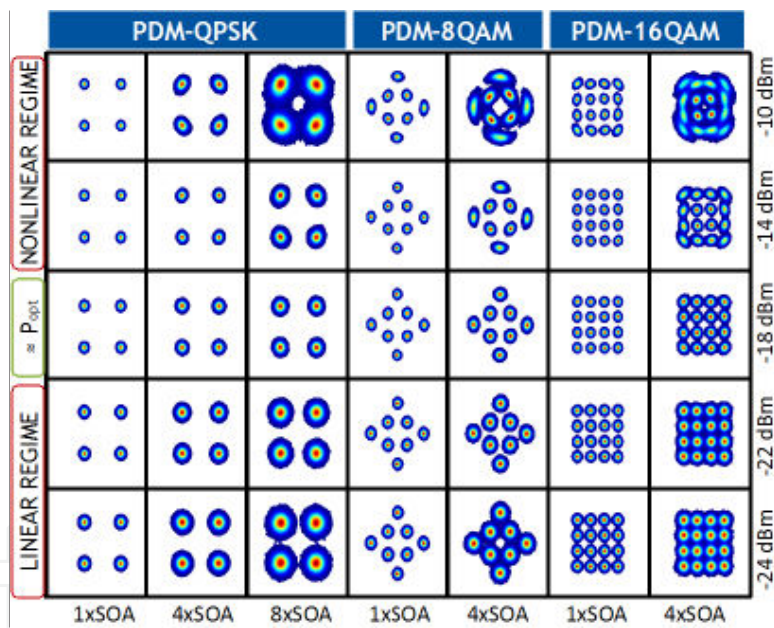 PDM-QPSK PDM-8QAM PDM-16QAM
NONLINEAR REGIME
≈ Popt
LINEAR REGIME
-10 dBm
-14 dBm
-18 dBm
-22 dBm
-24 dBm
1xSOA 4xSOA 8xSOA 1xSOA 4xSOA 1xSOA 4xSOA